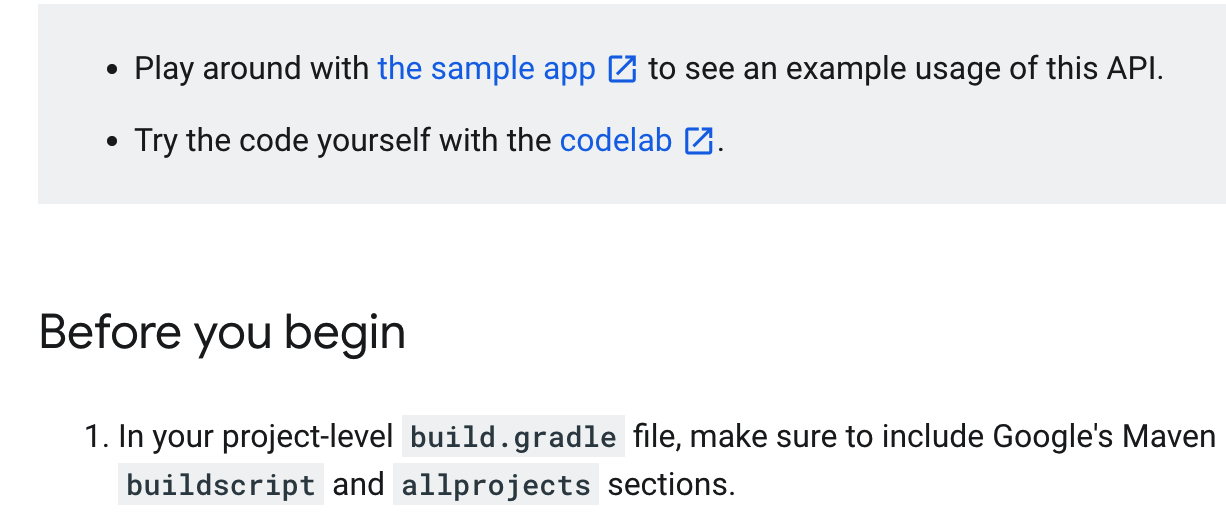 • Play around with the sample app to see an example usage of this API.
• Try the code yourself with the codelab .
Before you begin
1. In your project-level build.gradle file, make sure to include Google's Maven
buildscript and allprojects sections.